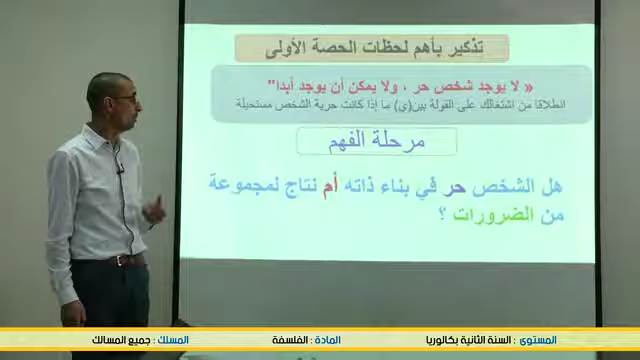 تذكير بأهم لحظات الحصة الأولى
« لا يوجد شخص حر ، ولا يمكن أن يوجد أبدا"
انطلاقا من اشتغالك على القولة بين(ي) ما إذا كانت حرية الشخص مستحيلة
مرحلة الفهم
هل الشخص حر في بناء ذاته أم نتاج لمجموعة
من الضرورات ؟
المستوى : السنة الثانية بكالوريا المادة : الفلسفة المسلك : جميع المسالك